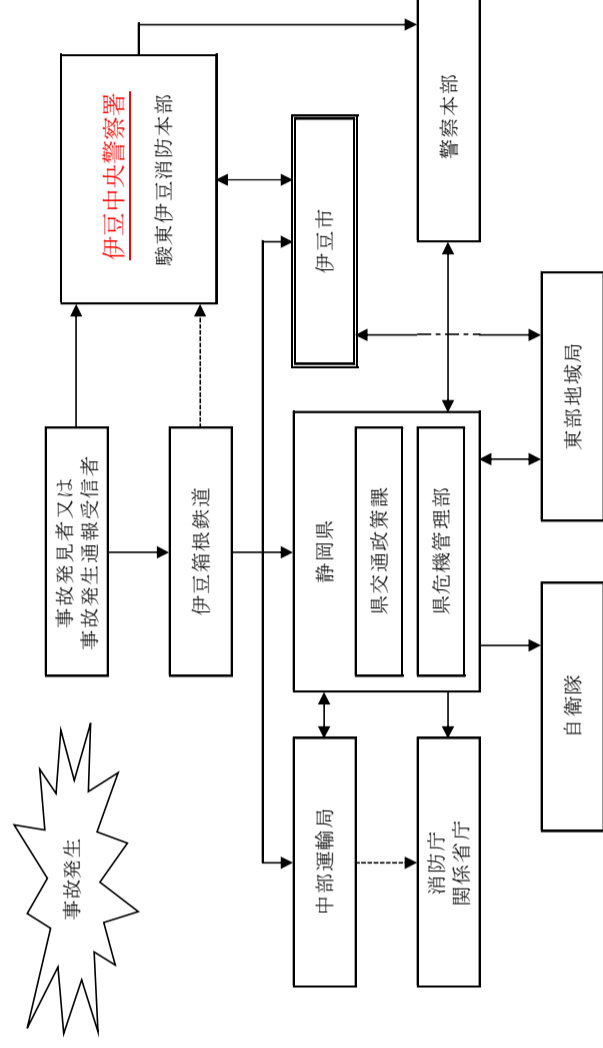 事故発生
事故発見者又は
事故発生通報受信者
伊豆中央警察署
駿東伊豆消防本部
伊豆箱根鉄道
中部運輸局
静岡県
県交通政策課
県危機管理部
伊豆市
消防庁
関係省庁
警察本部
自衛隊
東部地域局